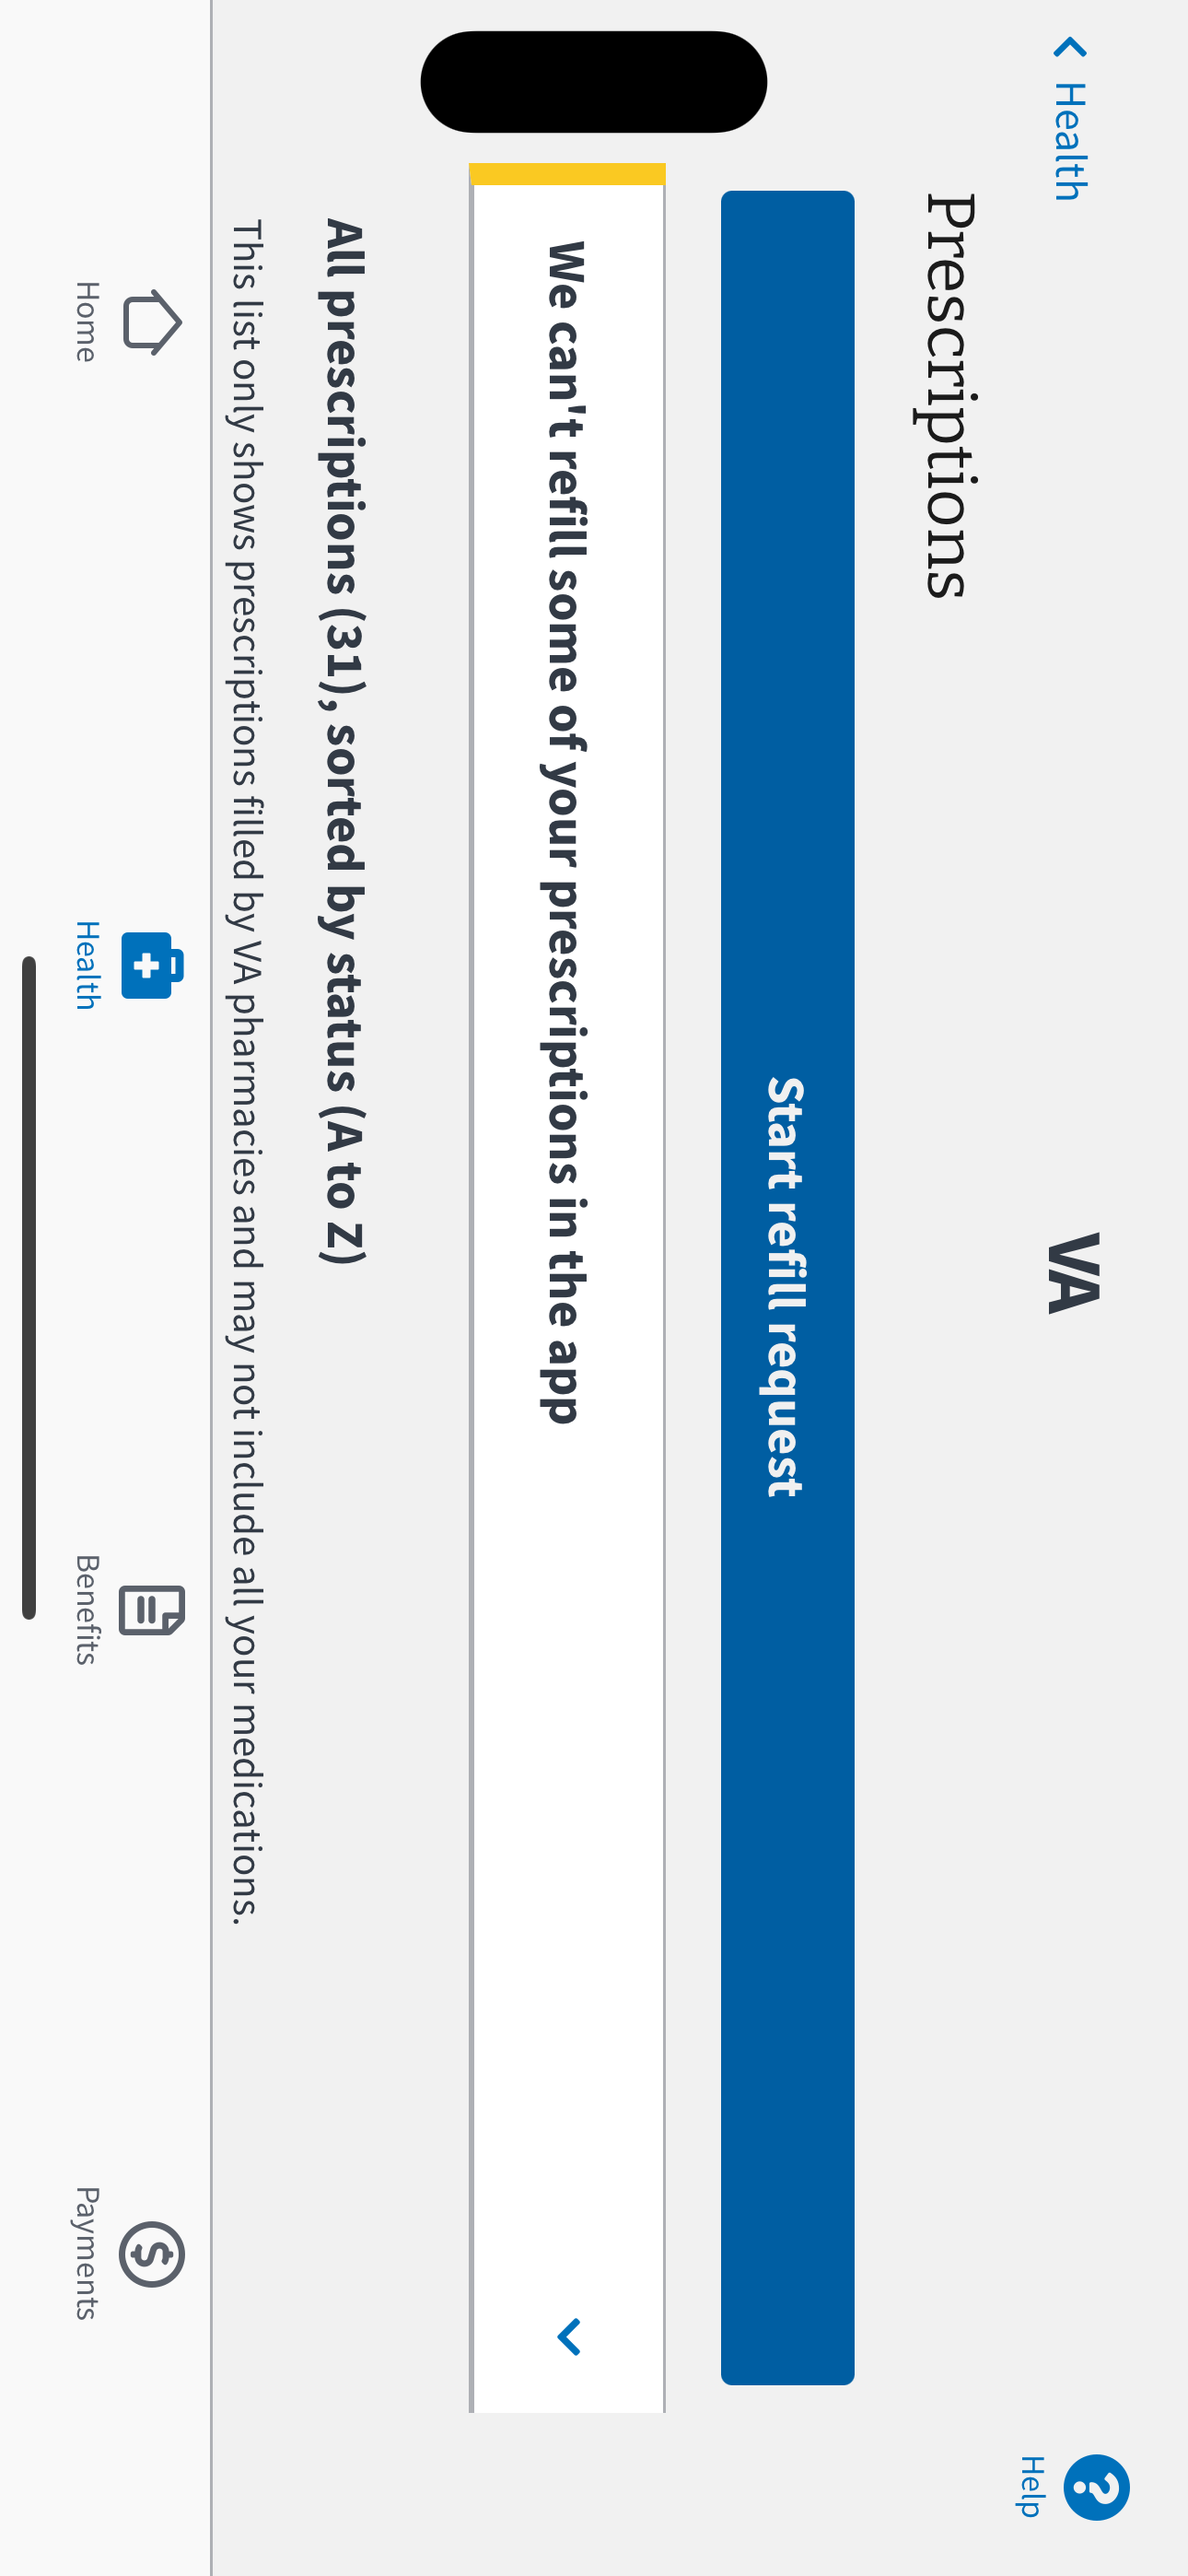 Health
VA
Help
Prescriptions
Start refill request
We can't refill some of your prescriptions in the app
All prescriptions (31), sorted by status (A to Z)
This list only shows prescriptions filled by VA pharmacies and may not include all your medications.
Home
Health
Benefits
Payments